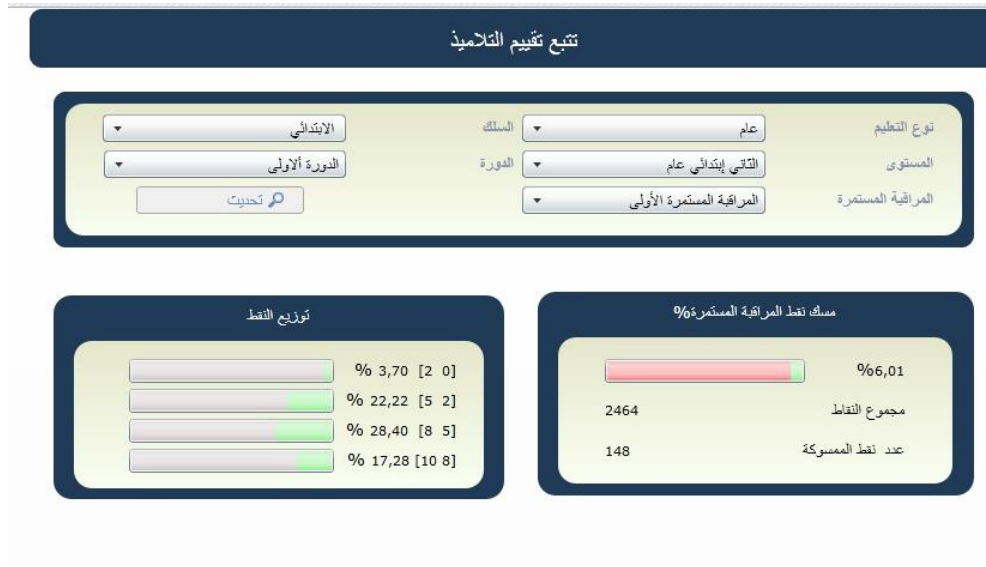 تتبع تقييم التلاميذ
نوع التعليم عام السلك الابتدائي
المستوى الثاني إبتدائي عام الدورة الدورة ألاولى
المراقبة المستمرة المراقبة المستمرة الأولى تحديث
مسك نقط المراقبة المستمرة%
%6,01
مجموع النقاط 2464
عدد نقط الممسوكة 148
توزيع النقط
% 3,70 [2 0]
% 22,22 [5 2]
% 28,40 [8 5]
% 17,28 [10 8]